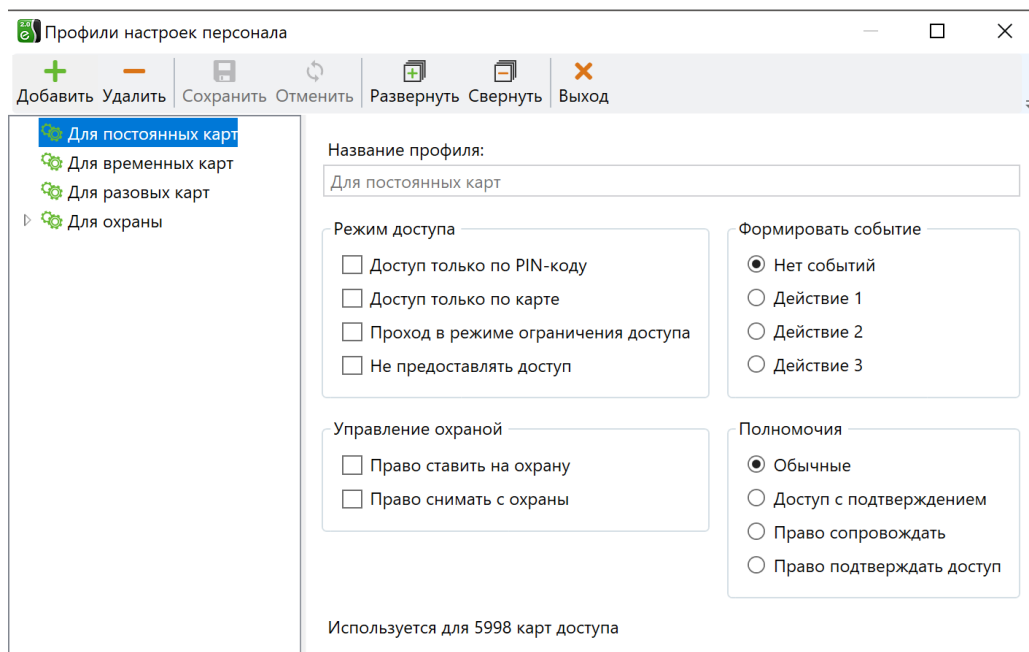 2.0
e
Профили настроек персонала
Добавить Удалить Сохранить Отменить Развернуть Свернуть Выход
Для постоянных карт
Для временных карт
Для разовых карт
Для охраны
Название профиля:
Для постоянных карт
Режим доступа
Доступ только по PIN-коду
Доступ только по карте
Проход в режиме ограничения доступа
Не предоставлять доступ
Формировать событие
Нет событий
Действие 1
Действие 2
Действие 3
Управление охраной
Право ставить на охрану
Право снимать с охраны
Полномочия
Обычные
Доступ с подтверждением
Право сопровождать
Право подтверждать доступ
Используется для 5998 карт доступа